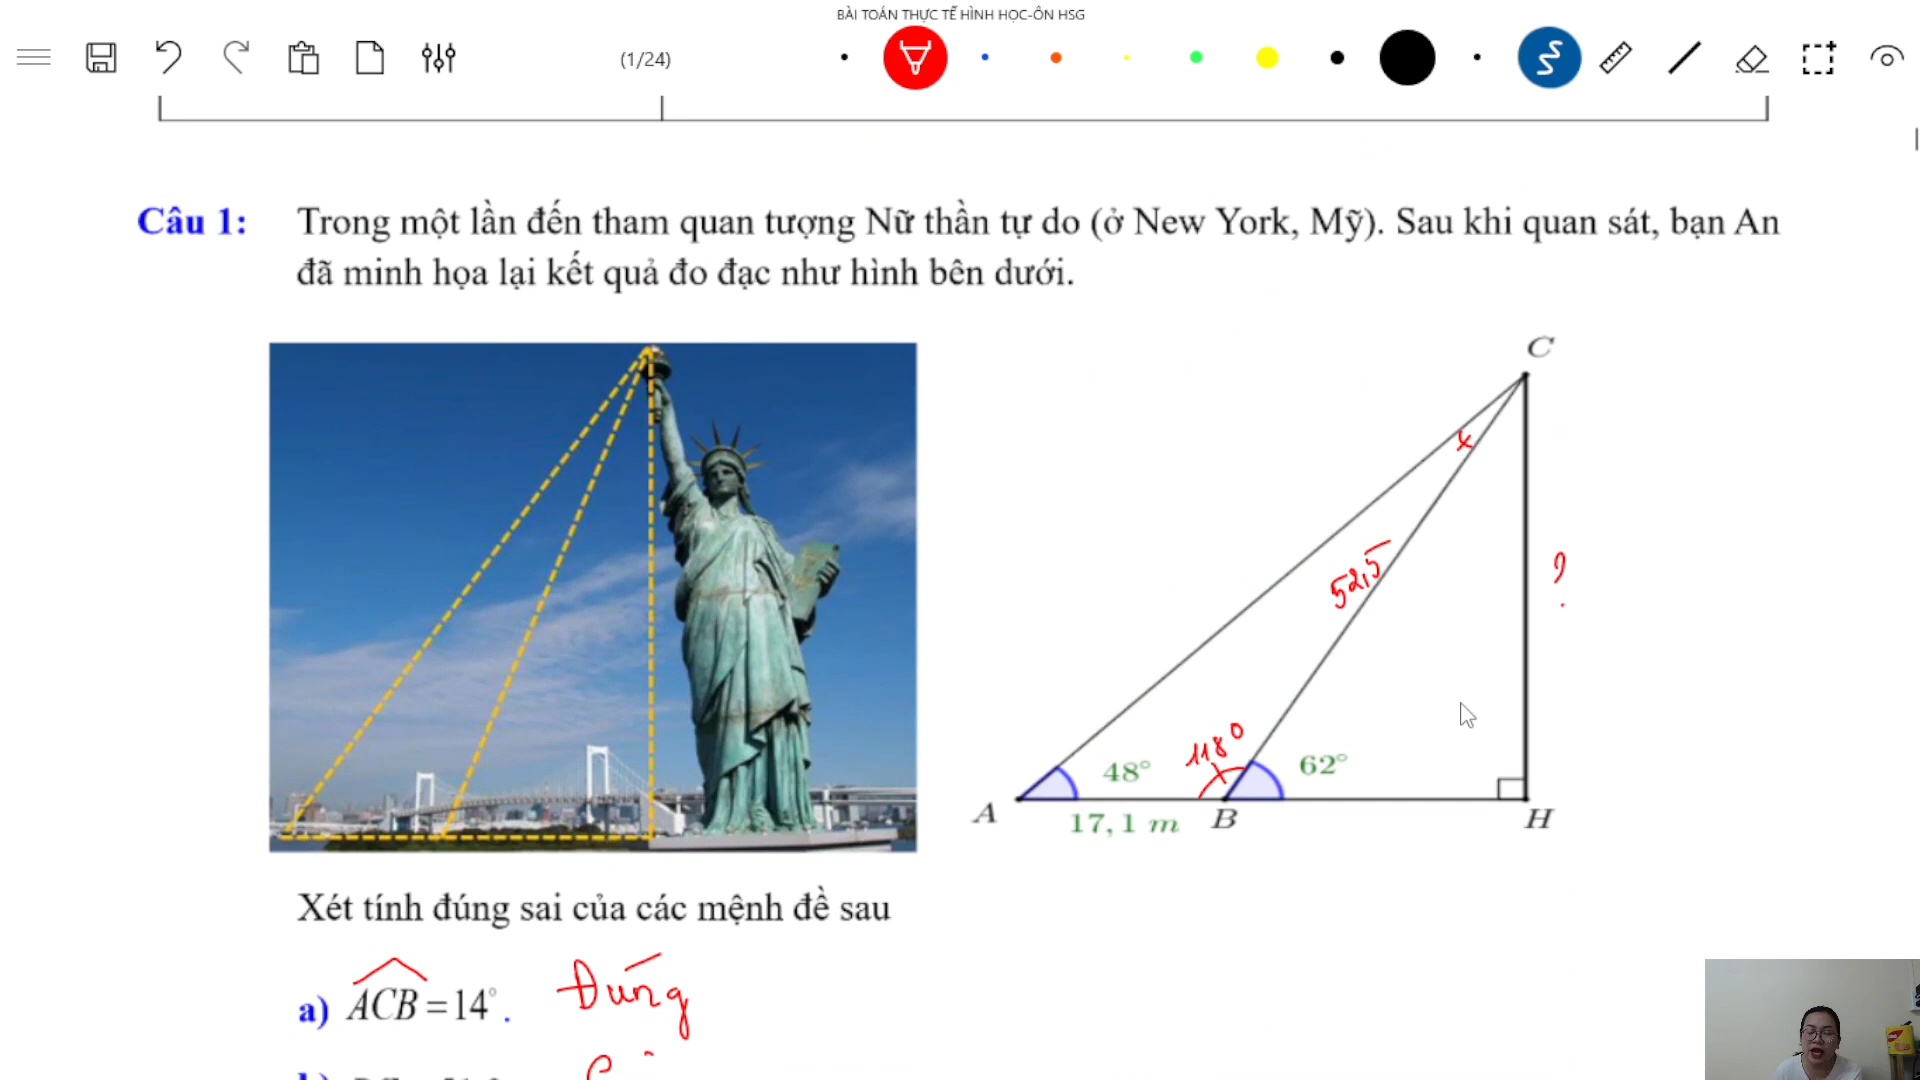 BÀI TOÁN THỰC TẾ HÌNH HỌC-ÔN HSG
(1/24)
Câu 1: Trong một lần đến tham quan tượng Nữ thần tự do (ở New York, Mỹ). Sau khi quan sát, bạn An
đã minh họa lại kết quả đo đạc như hình bên dưới.
C
52,5
?
118°
48°
62°
A
17,1 m
B
H
Xét tính đúng sai của các mệnh đề sau
a) ACB = 14°. Đúng